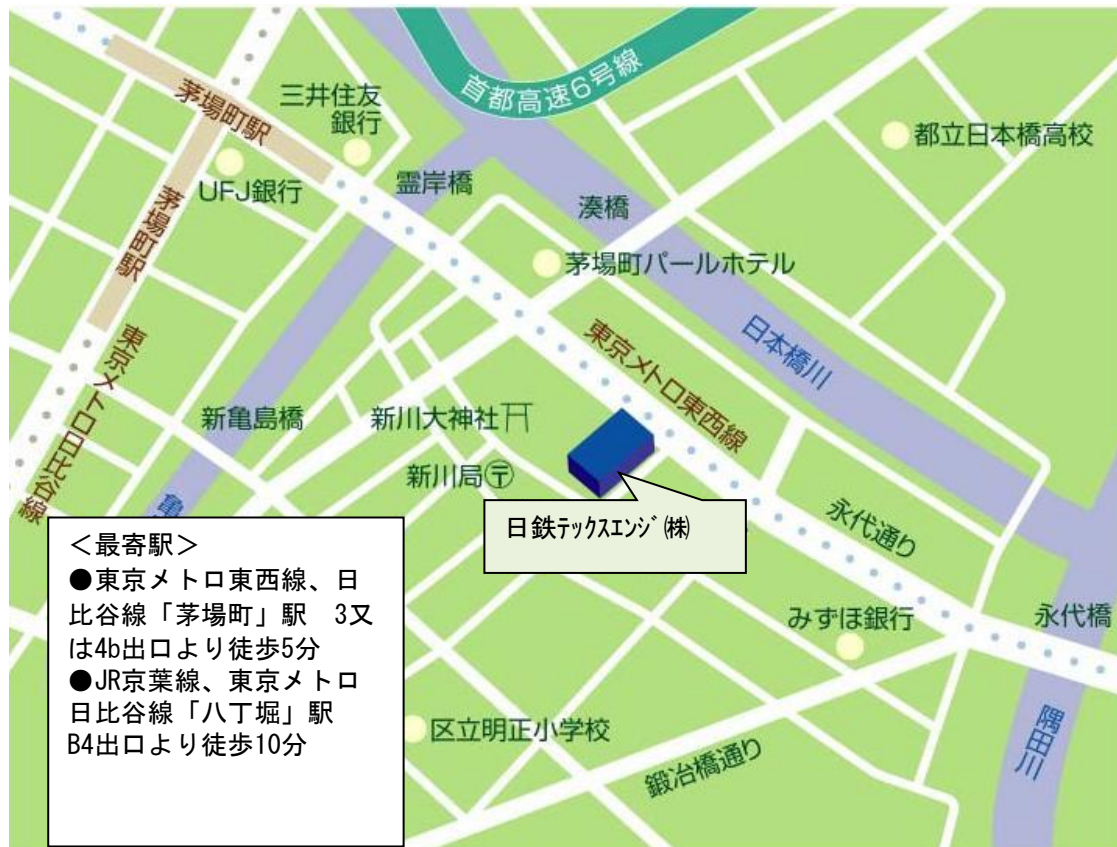 首都高速6号線
茅場町駅
三井住友
銀行
都立日本橋高校
UFJ銀行
霊岸橋
湊橋
茅場町駅
茅場町パールホテル
日本橋川
東京メトロ東西線
東京メトロ日比谷線
新亀島橋
新川大神社
新川局〒
亀
日鉄テックスエンジ㈱
永代通り
<最寄駅>
●東京メトロ東西線、日
比谷線「茅場町」駅　3又
は4b出口より徒歩5分
●JR京葉線、東京メトロ
日比谷線「八丁堀」駅
B4出口より徒歩10分
みずほ銀行
永代橋
区立明正小学校
鍛冶橋通り
隅田川